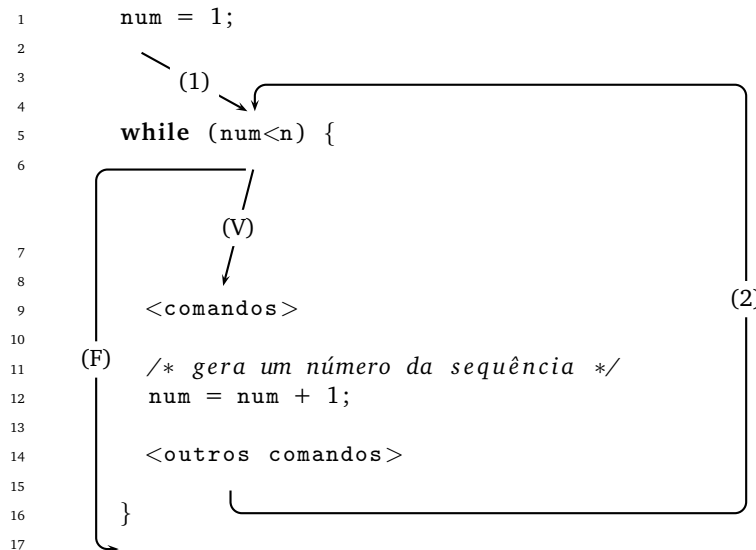 1 num = 1;
2
3 (1)
4
5 while (num<n) {
6
(V)
7
8
9 <comandos> (2)
10
(F)
11 /* gera um número da sequência */
12 num = num + 1;
13
14 <outros comandos>
15
16 }
17